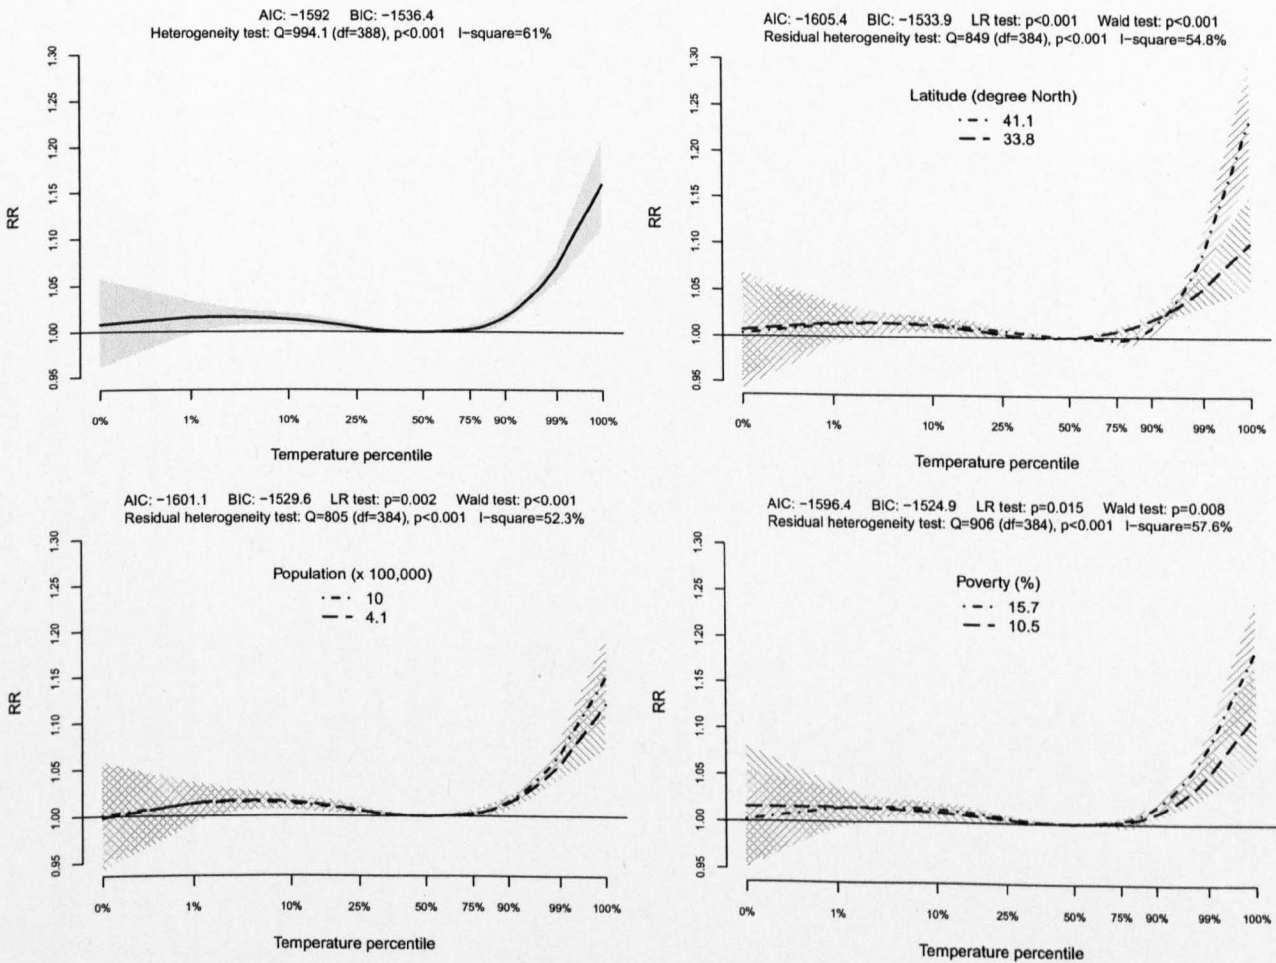 AIC: −1592 BIC: −1536.4
Heterogeneity test: Q=994.1 (df=388), p<0.001 I−square=61%
1.30
1.25
1.20
1.15
1.10
1.05
1.00
0.95
RR
0% 1% 10% 25% 50% 75% 90% 99% 100%
Temperature percentile
AIC: −1605.4 BIC: −1533.9 LR test: p<0.001 Wald test: p<0.001
Residual heterogeneity test: Q=849 (df=384), p<0.001 I−square=54.8%
Latitude (degree North)
41.1
33.8
1.30
1.25
1.20
1.15
1.10
1.05
1.00
0.95
RR
0% 1% 10% 25% 50% 75% 90% 99% 100%
Temperature percentile
AIC: −1601.1 BIC: −1529.6 LR test: p=0.002 Wald test: p<0.001
Residual heterogeneity test: Q=805 (df=384), p<0.001 I−square=52.3%
Population (x 100,000)
10
4.1
1.30
1.25
1.20
1.15
1.10
1.05
1.00
0.95
RR
0% 1% 10% 25% 50% 75% 90% 99% 100%
Temperature percentile
AIC: −1596.4 BIC: −1524.9 LR test: p=0.015 Wald test: p=0.008
Residual heterogeneity test: Q=906 (df=384), p<0.001 I−square=57.6%
Poverty (%)
15.7
10.5
1.30
1.25
1.20
1.15
1.10
1.05
1.00
0.95
RR
0% 1% 10% 25% 50% 75% 90% 99% 100%
Temperature percentile